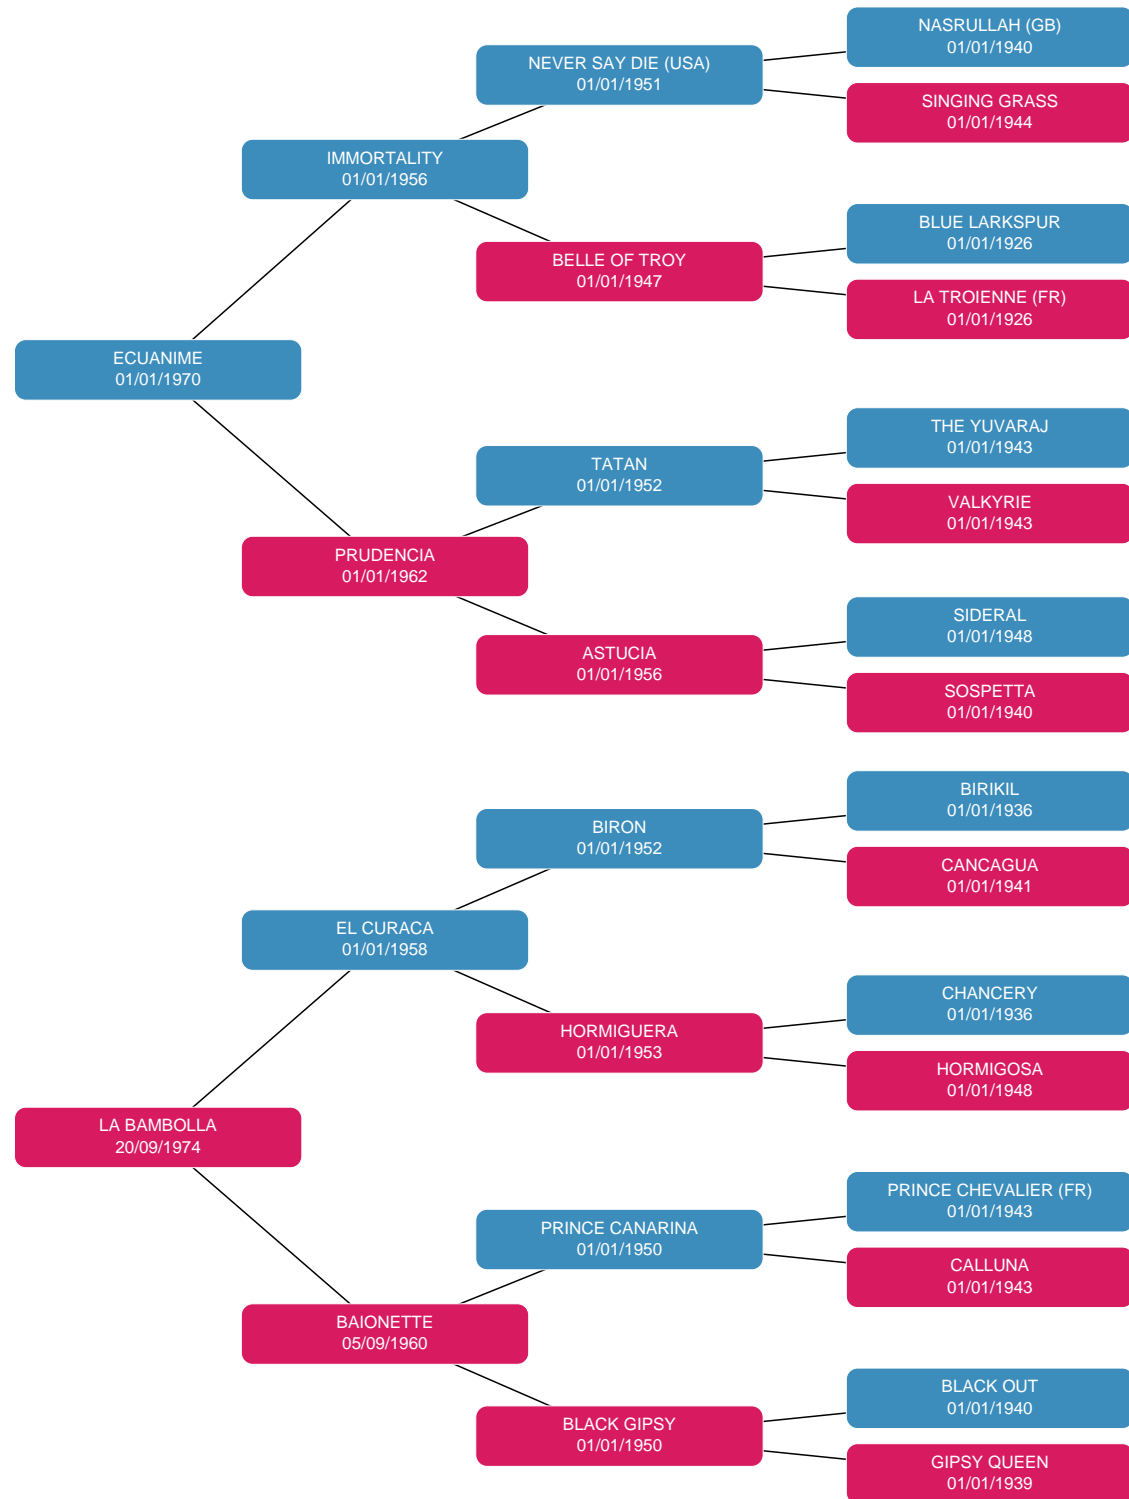 NASRULLAH (GB)
01/01/1940
NEVER SAY DIE (USA)
01/01/1951
SINGING GRASS
01/01/1944
IMMORTALITY
01/01/1956
BLUE LARKSPUR
01/01/1926
BELLE OF TROY
01/01/1947
LA TROIENNE (FR)
01/01/1926
ECUANIME
01/01/1970
THE YUVARAJ
01/01/1943
TATAN
01/01/1952
VALKYRIE
01/01/1943
PRUDENCIA
01/01/1962
SIDERAL
01/01/1948
ASTUCIA
01/01/1956
SOSPETTA
01/01/1940
BIRIKIL
01/01/1936
BIRON
01/01/1952
CANCAGUA
01/01/1941
EL CURACA
01/01/1958
CHANCERY
01/01/1936
HORMIGUERA
01/01/1953
HORMIGOSA
01/01/1948
LA BAMBOLLA
20/09/1974
PRINCE CHEVALIER (FR)
01/01/1943
PRINCE CANARINA
01/01/1950
CALLUNA
01/01/1943
BAIONETTE
05/09/1960
BLACK OUT
01/01/1940
BLACK GIPSY
01/01/1950
GIPSY QUEEN
01/01/1939